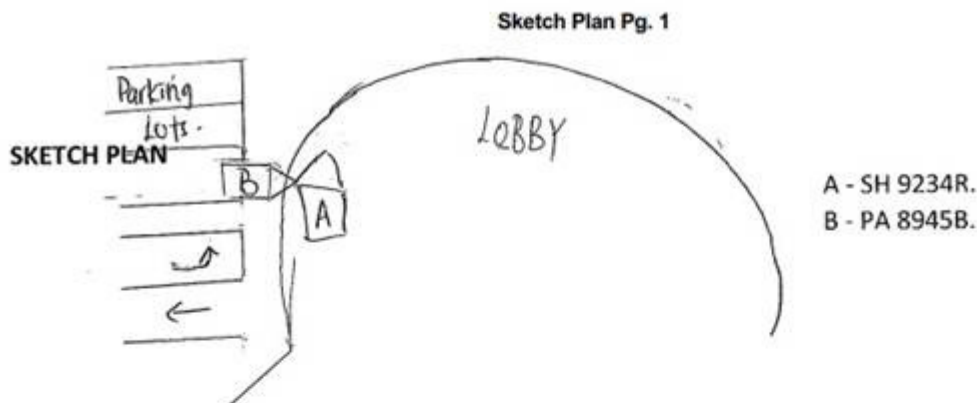 Sketch Plan Pg. 1
Parking
Lots.
LOBBY
SKETCH PLAN
B
A
A - SH 9234R.
B - PA 8945B.